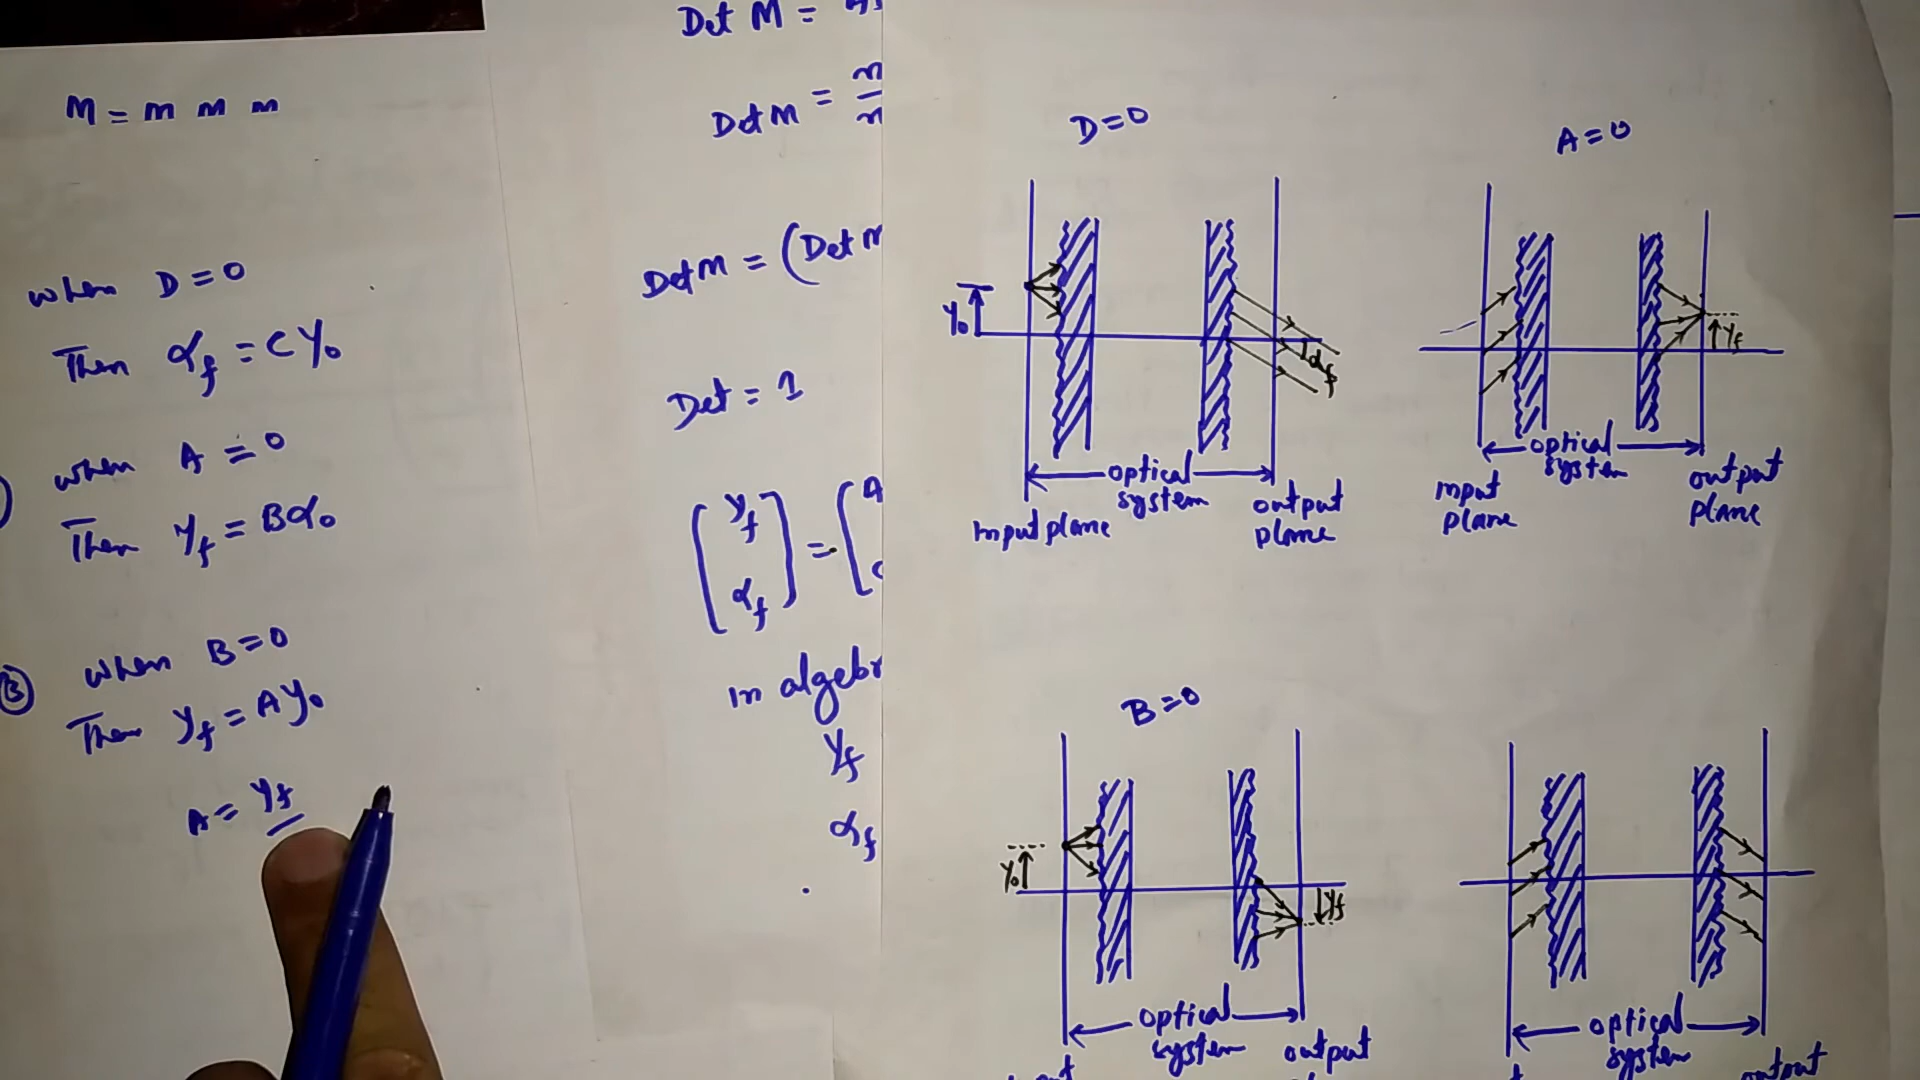 M = m m m
when D = 0
Then αf = C Y0
when A = 0
Then Yf = Bα0
③ when B = 0
Then Yf = A Y0
A = Yf
Det M =
Det M =
Det M = (Det M
Det = 1
[Yf αf] = [A
In algebr
Yf
αf
D = 0
Y0
αf
optical
system
Input plane
output
plane
A = 0
Yf
optical
system
Input
plane
output
plane
B = 0
Y0
Yf
optical
system
output
optical
system
output